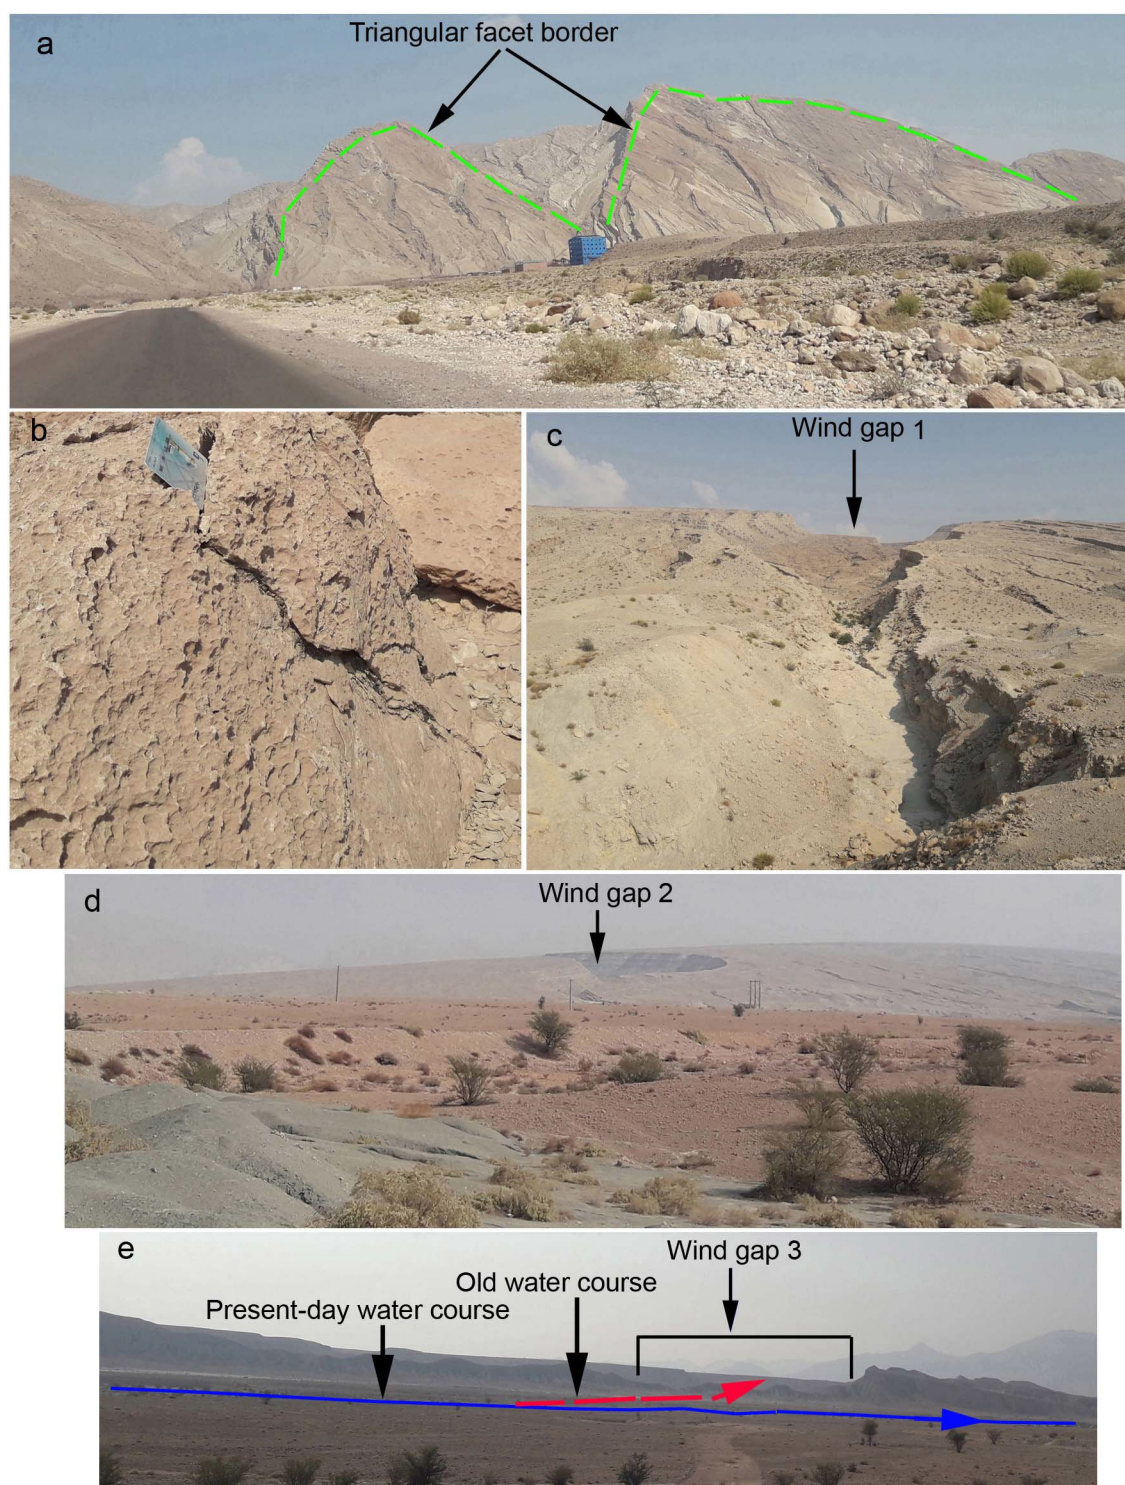 a
Triangular facet border
b
c
Wind gap 1
d
Wind gap 2
e
Wind gap 3
Old water course
Present-day water course